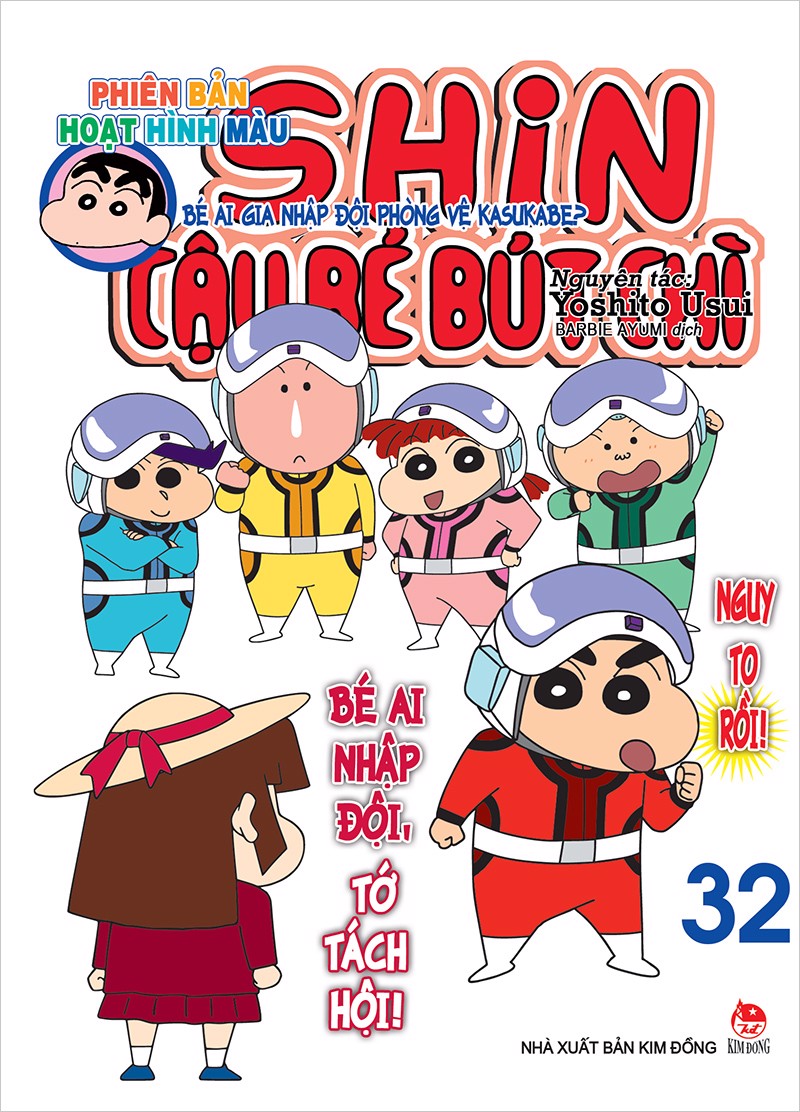 PHIÊN BẢN
HOẠT HÌNH MÀU
SHiN
BÉ AI GIA NHẬP ĐỘI PHÒNG VỆ KASUKABE?
CẬU BÉ BÚT CHÌ
Nguyên tác:
Yoshito Usui
BARBIE AYUMI dịch
NGUY
TO
RỒI!
BÉ AI
NHẬP
ĐỘI,
TỚ
TÁCH
HỘI!
32
NHÀ XUẤT BẢN KIM ĐỒNG
KIM ĐỒNG